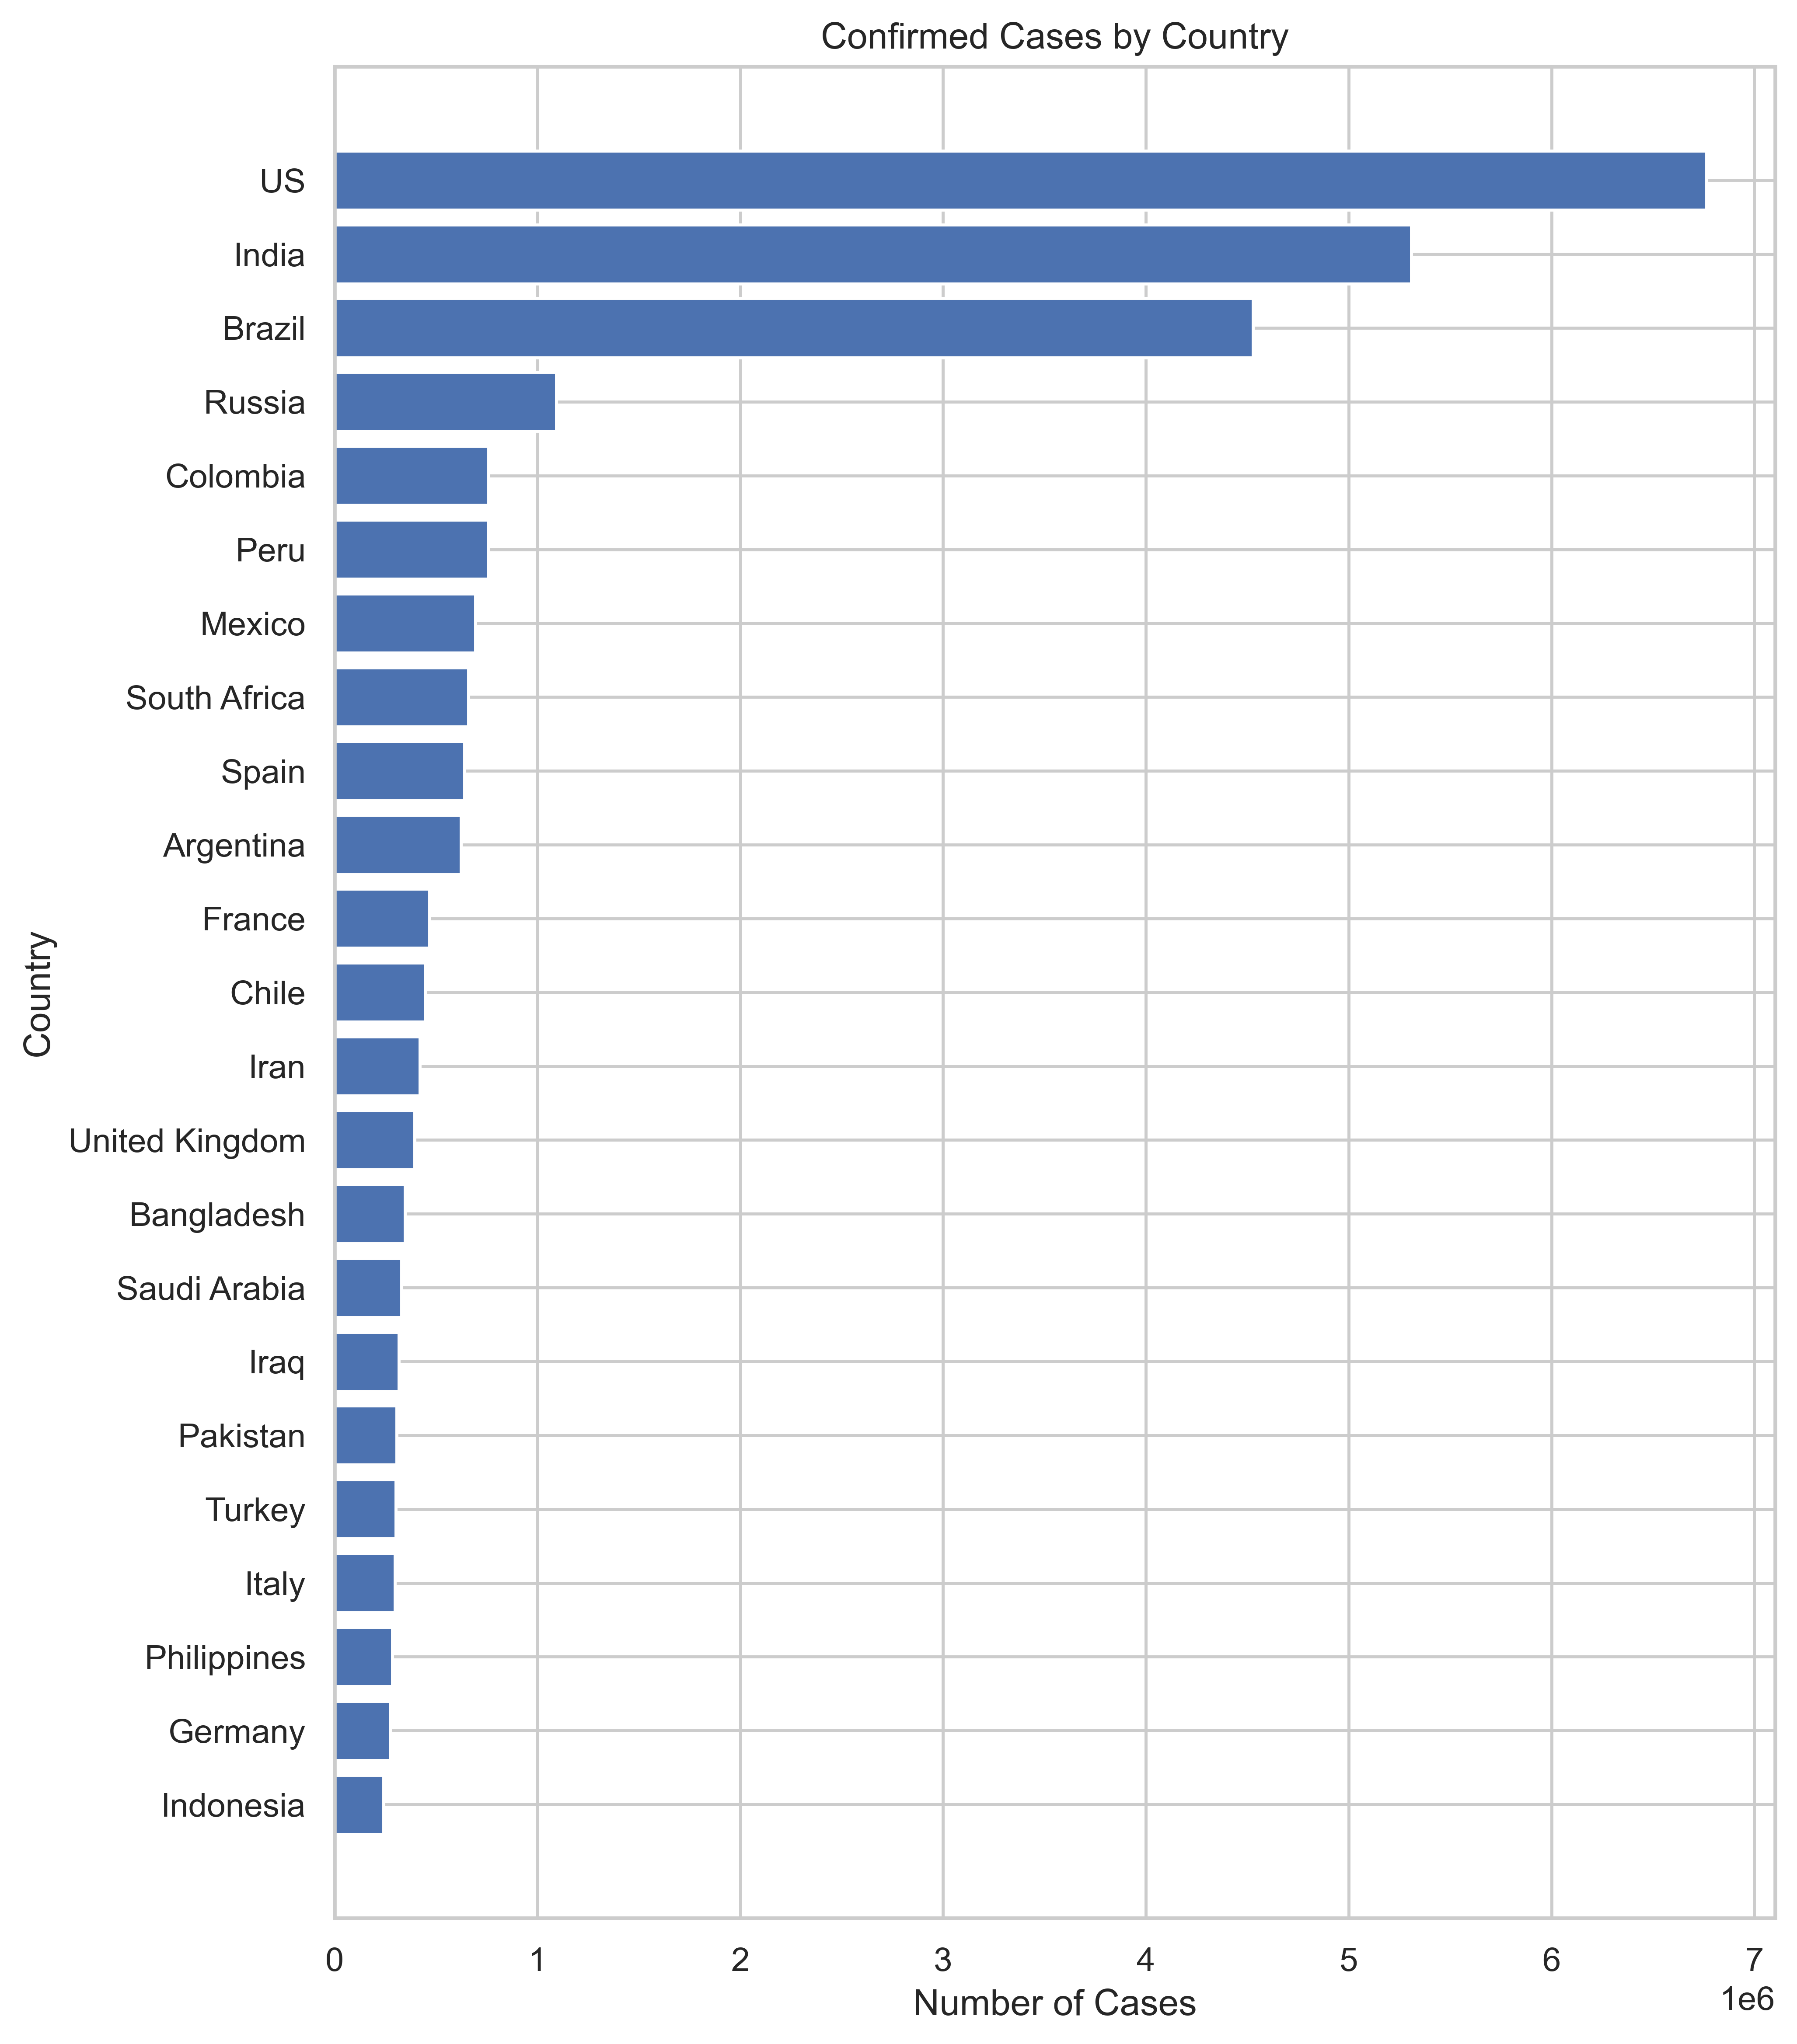 Confirmed Cases by Country
US
India
Brazil
Russia
Colombia
Peru
Mexico
South Africa
Spain
Argentina
France
Chile
Iran
United Kingdom
Bangladesh
Saudi Arabia
Iraq
Pakistan
Turkey
Italy
Philippines
Germany
Indonesia
Country
0 1 2 3 4 5 6 7
1e6
Number of Cases